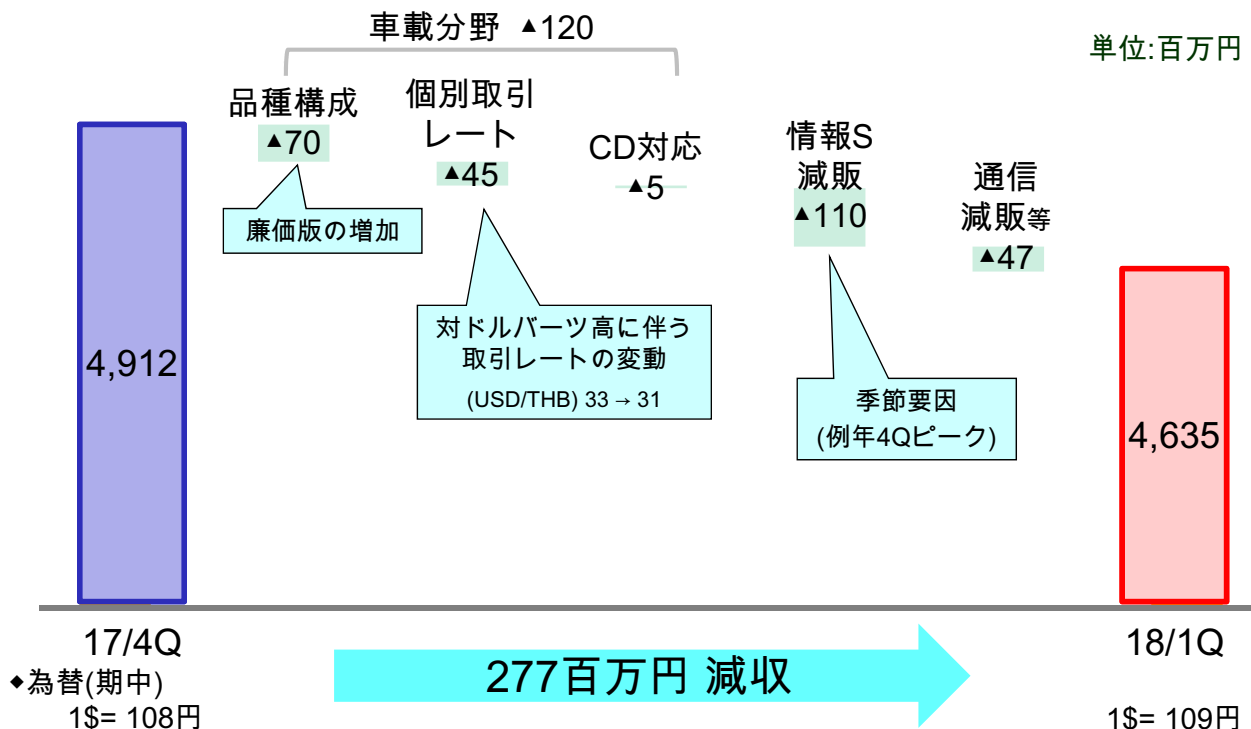 車載分野 ▲120
単位:百万円
品種構成
▲70
個別取引
レート
▲45
CD対応
▲5
情報S
減販
▲110
通信
減販等
▲47
廉価版の増加
対ドルバーツ高に伴う
取引レートの変動
(USD/THB) 33 → 31
季節要因
(例年4Qピーク)
4,912
4,635
17/4Q
18/1Q
277百万円 減収
◆為替(期中)
1$= 108円
1$= 109円